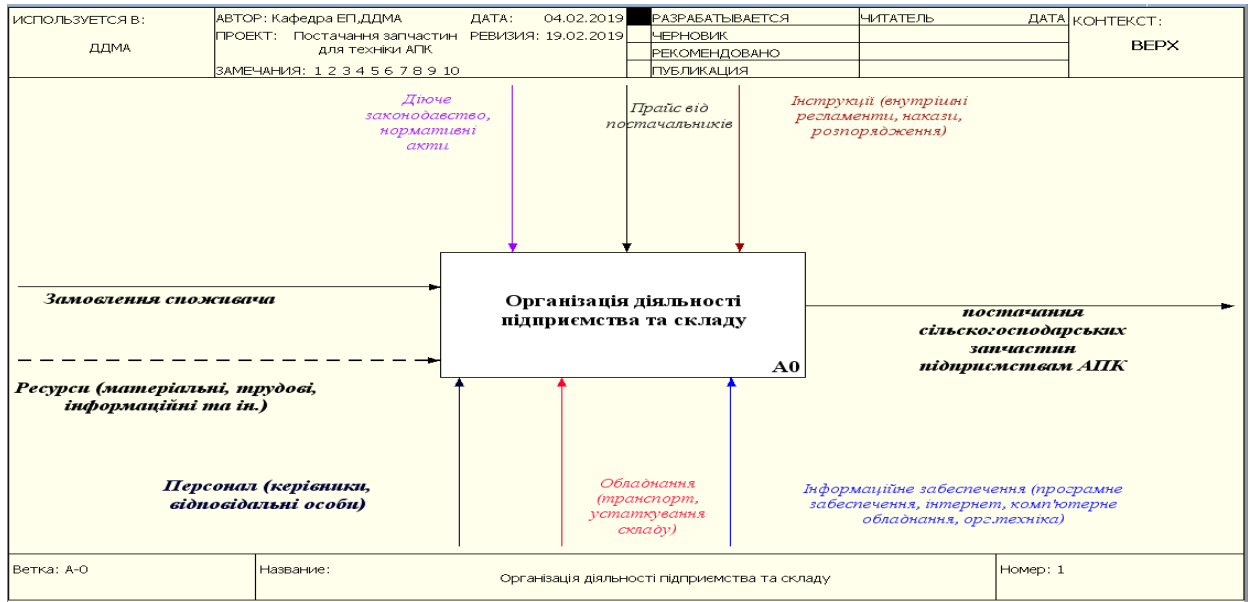 ИСПОЛЬЗУЕТСЯ В:
ДДМА
АВТОР: Кафедра ЕП,ДДМА
ДАТА: 04.02.2019
ПРОЕКТ: Постачання запчастин
для техніки АПК
РЕВИЗИЯ: 19.02.2019
ЗАМЕЧАНИЯ: 1 2 3 4 5 6 7 8 9 10
РАЗРАБАТЫВАЕТСЯ
ЧЕРНОВИК
РЕКОМЕНДОВАНО
ПУБЛИКАЦИЯ
ЧИТАТЕЛЬ
ДАТА
КОНТЕКСТ:
ВЕРХ
Діюче
законодавство,
нормативні
акти
Прайс від
постачальників
Інструкції (внутрішні
регламенти, накази,
розпорядження)
Замовлення споживача
Організація діяльності
підприємства та складу
A0
постачання
сільскогосподарських
запчастин
підприємствам АПК
Ресурси (матеріальні, трудові,
інформаційні та ін.)
Персонал (керівники,
відповідальні особи)
Обладнання
(транспорт,
устаткування
складу)
Інформаційне забеспечення (програмне
забеспечення, інтернет, комп'ютерне
обладнання, орг.техніка)
Ветка: A-0
Название:
Організація діяльності підприємства та складу
Номер: 1